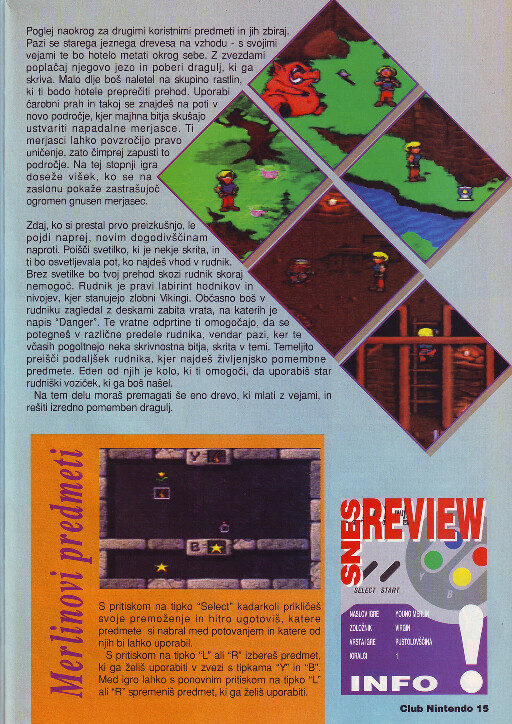 Poglej naokrog za drugimi koristnimi predmeti in jih zbiraj.
Pazi se starega jeznega drevesa na vzhodu - s svojimi
vejami te bo hotelo metati okrog sebe. Z zvezdami
poplačaj njegovo jezo in poberi dragulj, ki ga
skriva. Malo dlje boš naletel na skupino rastlin,
ki ti bodo hotele preprečiti prehod. Uporabi
čarobni prah in takoj se znajdeš na poti v
novo področje, kjer majhna bitja skušajo
ustvariti napadalne merjasce. Ti
merjasci lahko povzročijo pravo
uničenje, zato čimprej zapusti to
področje. Na tej stopnji igra
doseže višek, ko se na
zaslonu pokaže zastrašujoč
ogromen gnusen merjasec.
Zdaj, ko si prestal prvo preizkušnjo, le
pojdi naprej, novim dogodivščinam
naproti. Poišči svetilko, ki je nekje skrita, in
ti bo osvetljevala pot, ko najdeš vhod v rudnik.
Brez svetilke bo tvoj prehod skozi rudnik skoraj
nemogoč. Rudnik je pravi labirint hodnikov in
nivojev, kjer stanujejo zlobni Vikingi. Občasno boš v
rudniku zagledal z deskami zabita vrata, na katerih je
napis "Danger". Te vratne odprtine ti omogočajo, da se
potegneš v različne predele rudnika, vendar pazi, ker te
včasih pogoltnejo neka skrivnostna bitja, skrita v temi. Temeljito
preišči podaljšek rudnika, kjer najdeš življenjsko pomembne
predmete. Eden od njih je kolo, ki ti omogoči, da uporabiš star
rudniški voziček, ki ga boš našel.
Na tem delu moraš premagati še eno drevo, ki mlati z vejami, in
rešiti izredno pomemben dragulj.
Merlinovi predmeti
Y
B
S pritiskom na tipko "Select" kadarkoli prikličeš
svoje premoženje in hitro ugotoviš, katere
predmete si nabral med potovanjem in katere od
njih bi lahko uporabil.
S pritiskom na tipko "L" ali "R" izbereš predmet,
ki ga želiš uporabiti v zvezi s tipkama "Y" in "B".
Med igro lahko s ponovnim pritiskom na tipko "L"
ali "R" spremeniš predmet, ki ga želiš uporabiti.
SNES
REVIEW
Y
B
SELECT START
NASLOV IGRE YOUNG MERLIN
ZALOŽNIK VIRGIN
VRSTA IGRE PUSTOLOVŠČINA
IGRALCI 1
INFO !
Club Nintendo 15